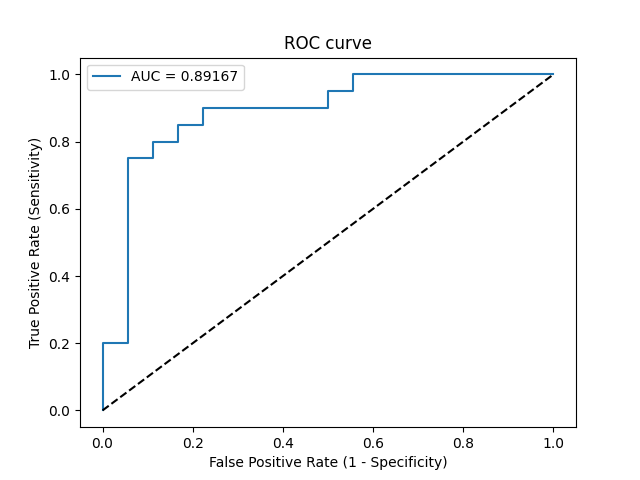 ROC curve
AUC = 0.89167
1.0
0.8
0.6
0.4
0.2
0.0
True Positive Rate (Sensitivity)
0.0 0.2 0.4 0.6 0.8 1.0
False Positive Rate (1 - Specificity)